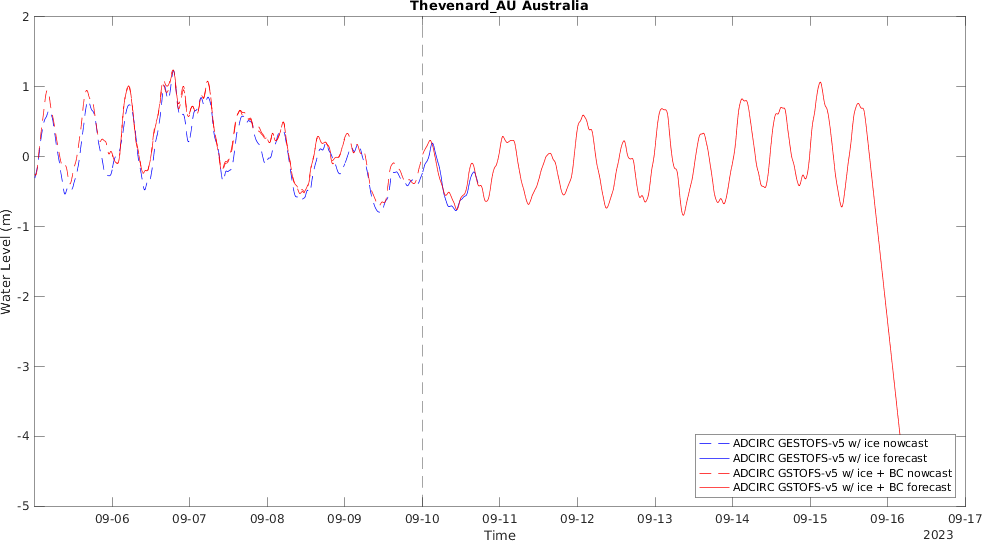 Thevenard_AU Australia
2
1
0
-1
-2
-3
-4
-5
Water Level (m)
ADCIRC GESTOFS-v5 w/ ice nowcast
ADCIRC GESTOFS-v5 w/ ice forecast
ADCIRC GSTOFS-v5 w/ ice + BC nowcast
ADCIRC GSTOFS-v5 w/ ice + BC forecast
09-06 09-07 09-08 09-09 09-10 09-11 09-12 09-13 09-14 09-15 09-16 09-17
Time
2023